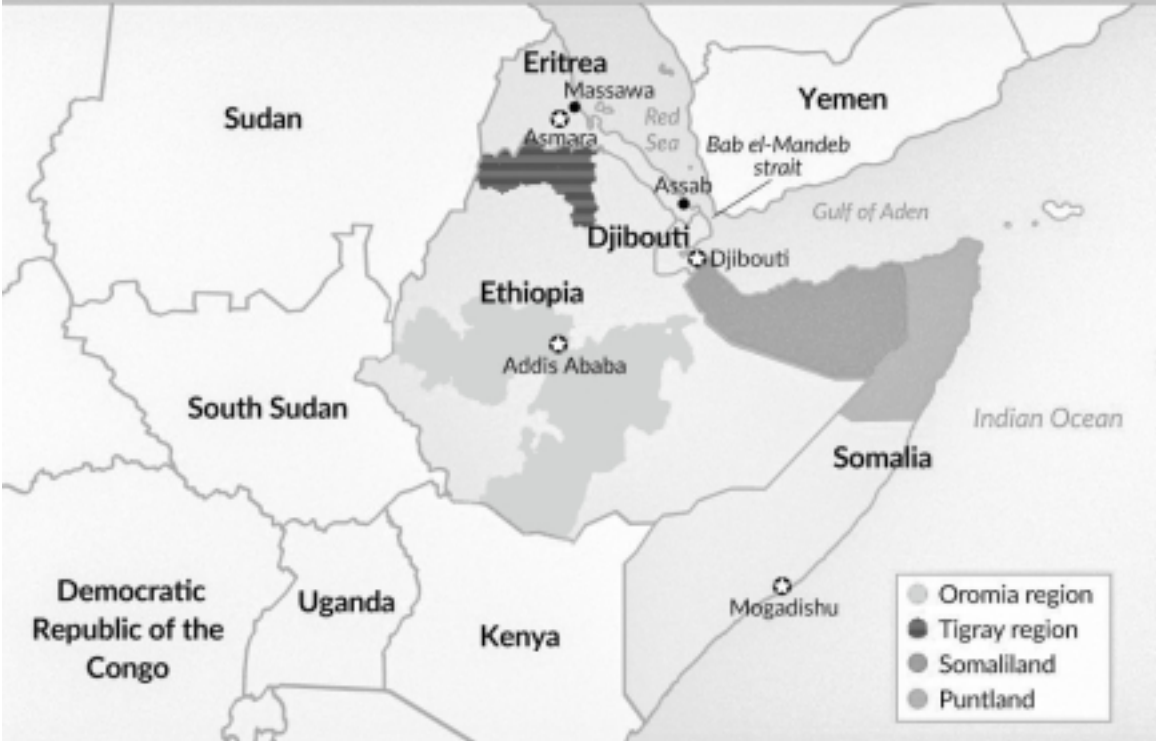 Eritrea
Massawa
Asmara
Red
Sea
Yemen
Sudan
Bab el-Mandeb
strait
Assab
Gulf of Aden
Djibouti
Djibouti
Ethiopia
Addis Ababa
South Sudan
Indian Ocean
Somalia
Democratic
Republic of the
Congo
Uganda
Kenya
Mogadishu
Oromia region
Tigray region
Somaliland
Puntland